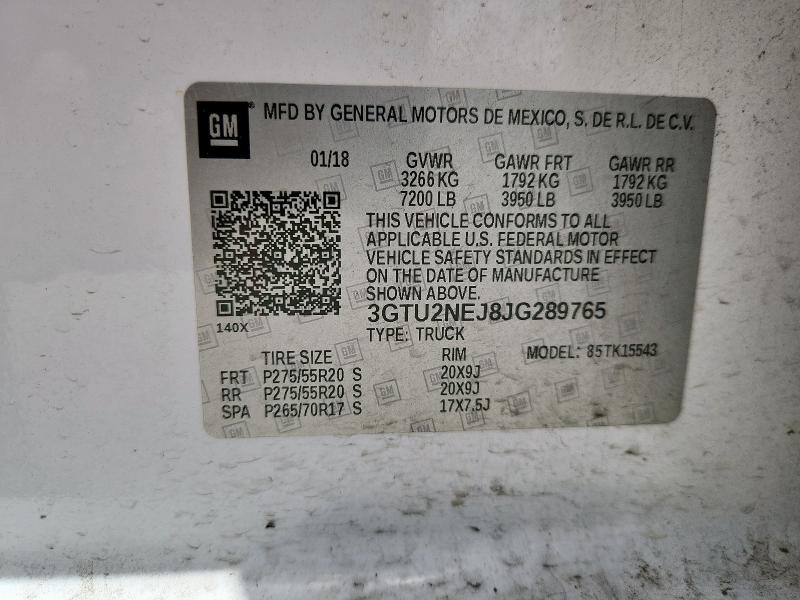 GM
MFD BY GENERAL MOTORS DE MEXICO, S. DE R.L. DE C.V.
01/18 GVWR GAWR FRT GAWR RR
3266 KG 1792 KG 1792 KG
7200 LB 3950 LB 3950 LB
THIS VEHICLE CONFORMS TO ALL
APPLICABLE U.S. FEDERAL MOTOR
VEHICLE SAFETY STANDARDS IN EFFECT
ON THE DATE OF MANUFACTURE
SHOWN ABOVE.
3GTU2NEJ8JG289765
140X
TYPE: TRUCK
TIRE SIZE RIM MODEL: 85TK15543
FRT P275/55R20 S 20X9J
RR P275/55R20 S 20X9J
SPA P265/70R17 S 17X7.5J